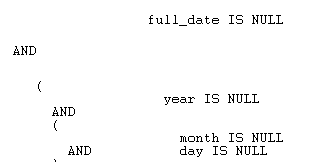 full_date IS NULL
AND
(
year IS NULL
AND
(
month IS NULL
AND day IS NULL